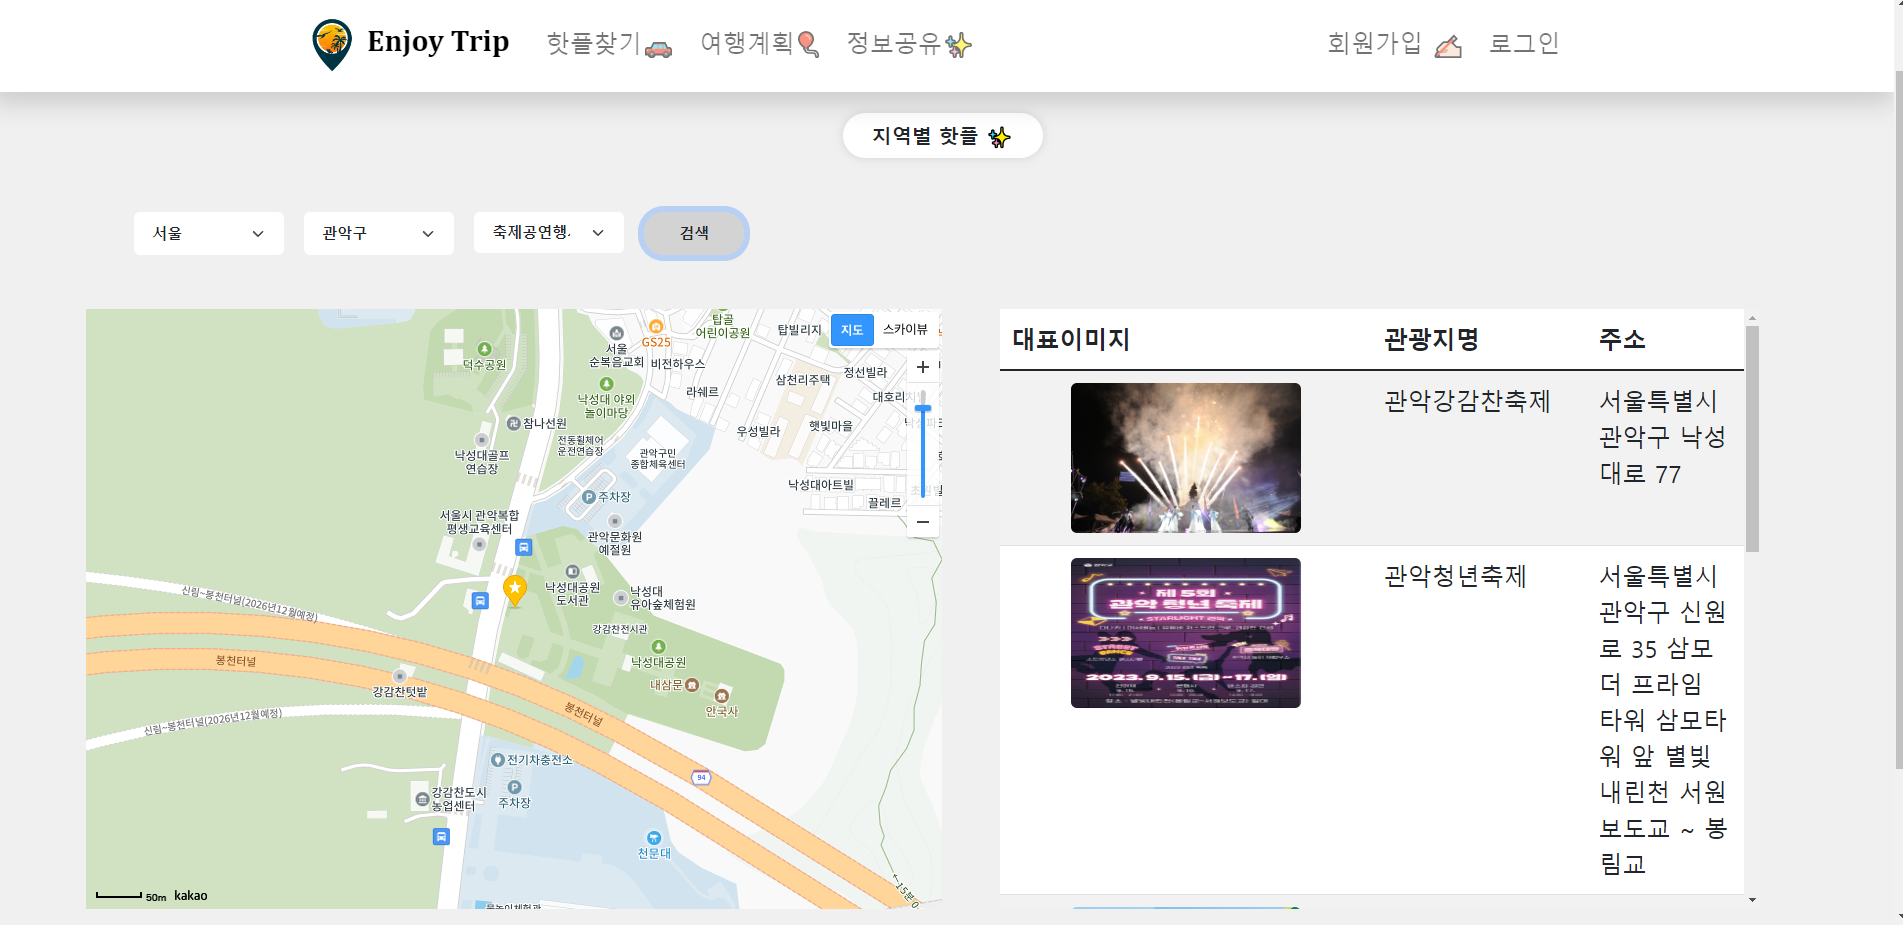 Enjoy Trip
핫플찾기
여행계획
정보공유
회원가입
로그인
지역별 핫플
서울
관악구
축제공연행
검색
탑골
어린이공원
탑빌리지
지도
스카이뷰
GS25
서울
순복음교회
비전하우스
덕수공원
정선빌라
삼천리주택
라쉐르
대호리
낙성대 야외
놀이마당
참나선원
우성빌라
햇빛마을
전동휠체어
운전연습장
관악구민
종합체육센터
낙성대골프
연습장
낙성대아트빌
주차장
끌레르
서울시 관악복합
평생교육센터
관악문화원
예절원
낙성대공원
도서관
낙성대
유아숲체험원
신림~봉천터널(2026년12월예정)
강감찬전시관
봉천터널
낙성대공원
강감찬텃밭
내삼문
안국사
봉천터널
신림~봉천터널(2026년12월예정)
전기차충전소
94
강감찬도시
농업센터
주차장
천문대
50m
kakao
대표이미지
관광지명
주소
관악강감찬축제
서울특별시
관악구 낙성
대로 77
제 5회
관악 청년 축제
STARLIGHT 관악
STREET
DANCE
2023. 9. 15. (금) ~ 17. (일)
관악청년축제
서울특별시
관악구 신원
로 35 삼모
더 프라임
타워 삼모타
워 앞 별빛
내린천 서원
보도교 ~ 봉
림교